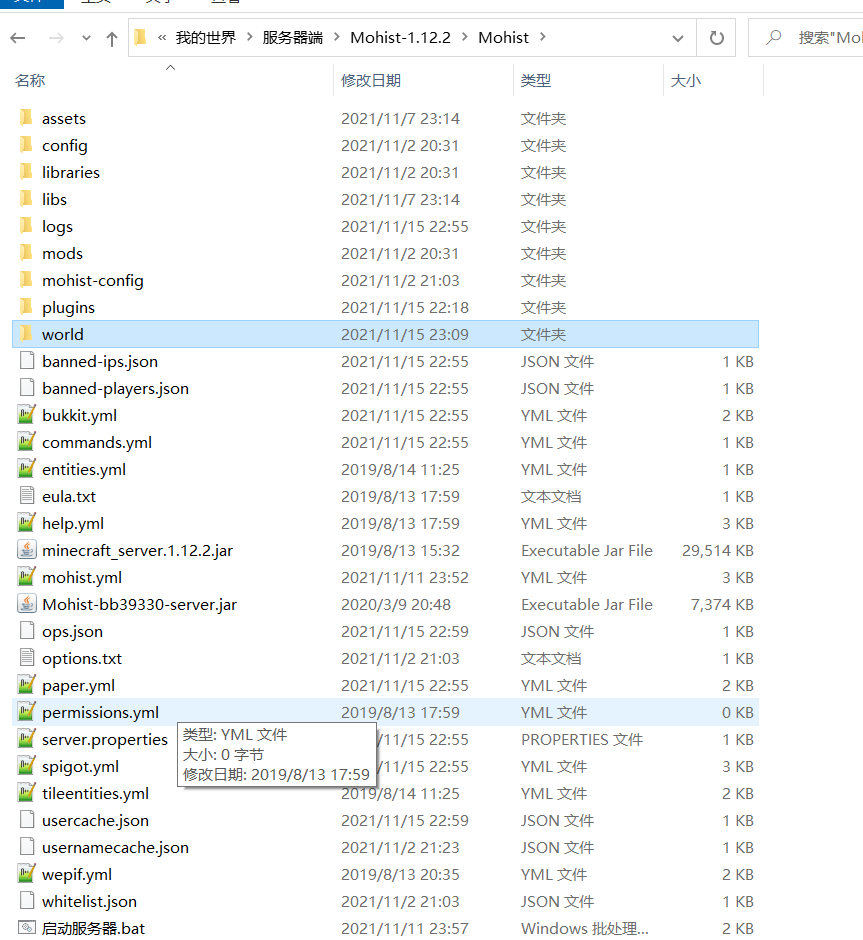 « 我的世界 > 服务器端 > Mohist-1.12.2 > Mohist > 搜索"Mol
名称 修改日期 类型 大小
assets 2021/11/7 23:14 文件夹
config 2021/11/2 20:31 文件夹
libraries 2021/11/2 20:31 文件夹
libs 2021/11/7 23:14 文件夹
logs 2021/11/15 22:55 文件夹
mods 2021/11/2 20:31 文件夹
mohist-config 2021/11/2 21:03 文件夹
plugins 2021/11/15 22:18 文件夹
world 2021/11/15 23:09 文件夹
banned-ips.json 2021/11/15 22:55 JSON 文件 1 KB
banned-players.json 2021/11/15 22:55 JSON 文件 1 KB
bukkit.yml 2021/11/15 22:55 YML 文件 2 KB
commands.yml 2021/11/15 22:55 YML 文件 1 KB
entities.yml 2019/8/14 11:25 YML 文件 1 KB
eula.txt 2019/8/13 17:59 文本文档 1 KB
help.yml 2019/8/13 17:59 YML 文件 3 KB
minecraft_server.1.12.2.jar 2019/8/13 15:32 Executable Jar File 29,514 KB
mohist.yml 2021/11/11 23:52 YML 文件 3 KB
Mohist-bb39330-server.jar 2020/3/9 20:48 Executable Jar File 7,374 KB
ops.json 2021/11/15 22:59 JSON 文件 1 KB
options.txt 2021/11/2 21:03 文本文档 1 KB
paper.yml 2021/11/15 22:55 YML 文件 2 KB
permissions.yml 2019/8/13 17:59 YML 文件 0 KB
server.properties /11/15 22:55 PROPERTIES 文件 1 KB
类型: YML 文件
大小: 0 字节
修改日期: 2019/8/13 17:59
spigot.yml /11/15 22:55 YML 文件 3 KB
tileentities.yml 2019/8/14 11:25 YML 文件 2 KB
usercache.json 2021/11/15 22:59 JSON 文件 1 KB
usernamecache.json 2021/11/2 21:23 JSON 文件 1 KB
wepif.yml 2019/8/13 20:35 YML 文件 2 KB
whitelist.json 2021/11/2 21:03 JSON 文件 1 KB
启动服务器.bat 2021/11/11 23:57 Windows 批处理... 2 KB